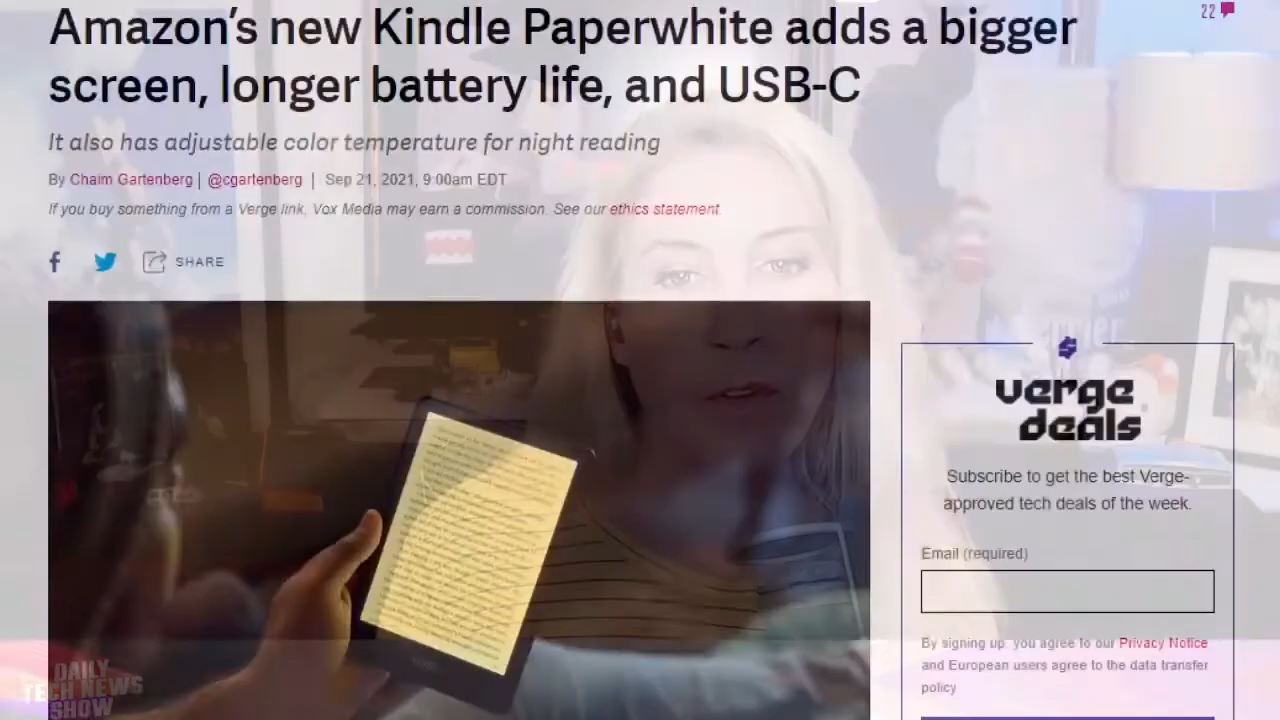 Amazon's new Kindle Paperwhite adds a bigger
screen, longer battery life, and USB-C
22
It also has adjustable color temperature for night reading
By Chaim Gartenberg | @cgartenberg | Sep 21, 2021, 9:00am EDT
If you buy something from a Verge link, Vox Media may earn a commission. See our ethics statement.
SHARE
verge
deals
Subscribe to get the best Verge-
approved tech deals of the week.
Email (required)
By signing up, you agree to our Privacy Notice
and European users agree to the data transfer
policy
DAILY
TECH NEWS
SHOW